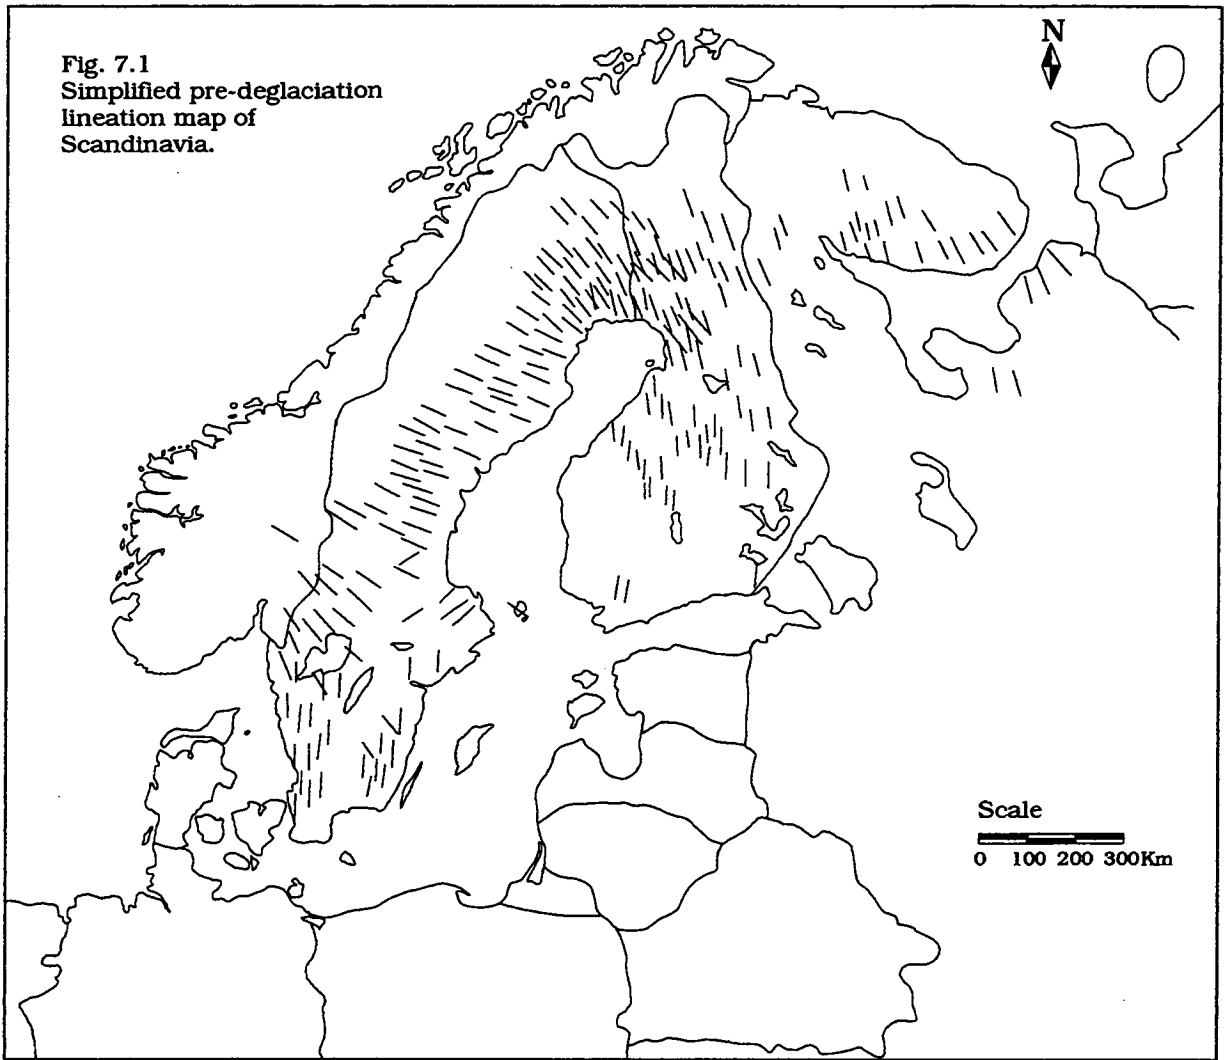 Fig. 7.1
Simplified pre-deglaciation
lineation map of
Scandinavia.
N
Scale
0 100 200 300Km